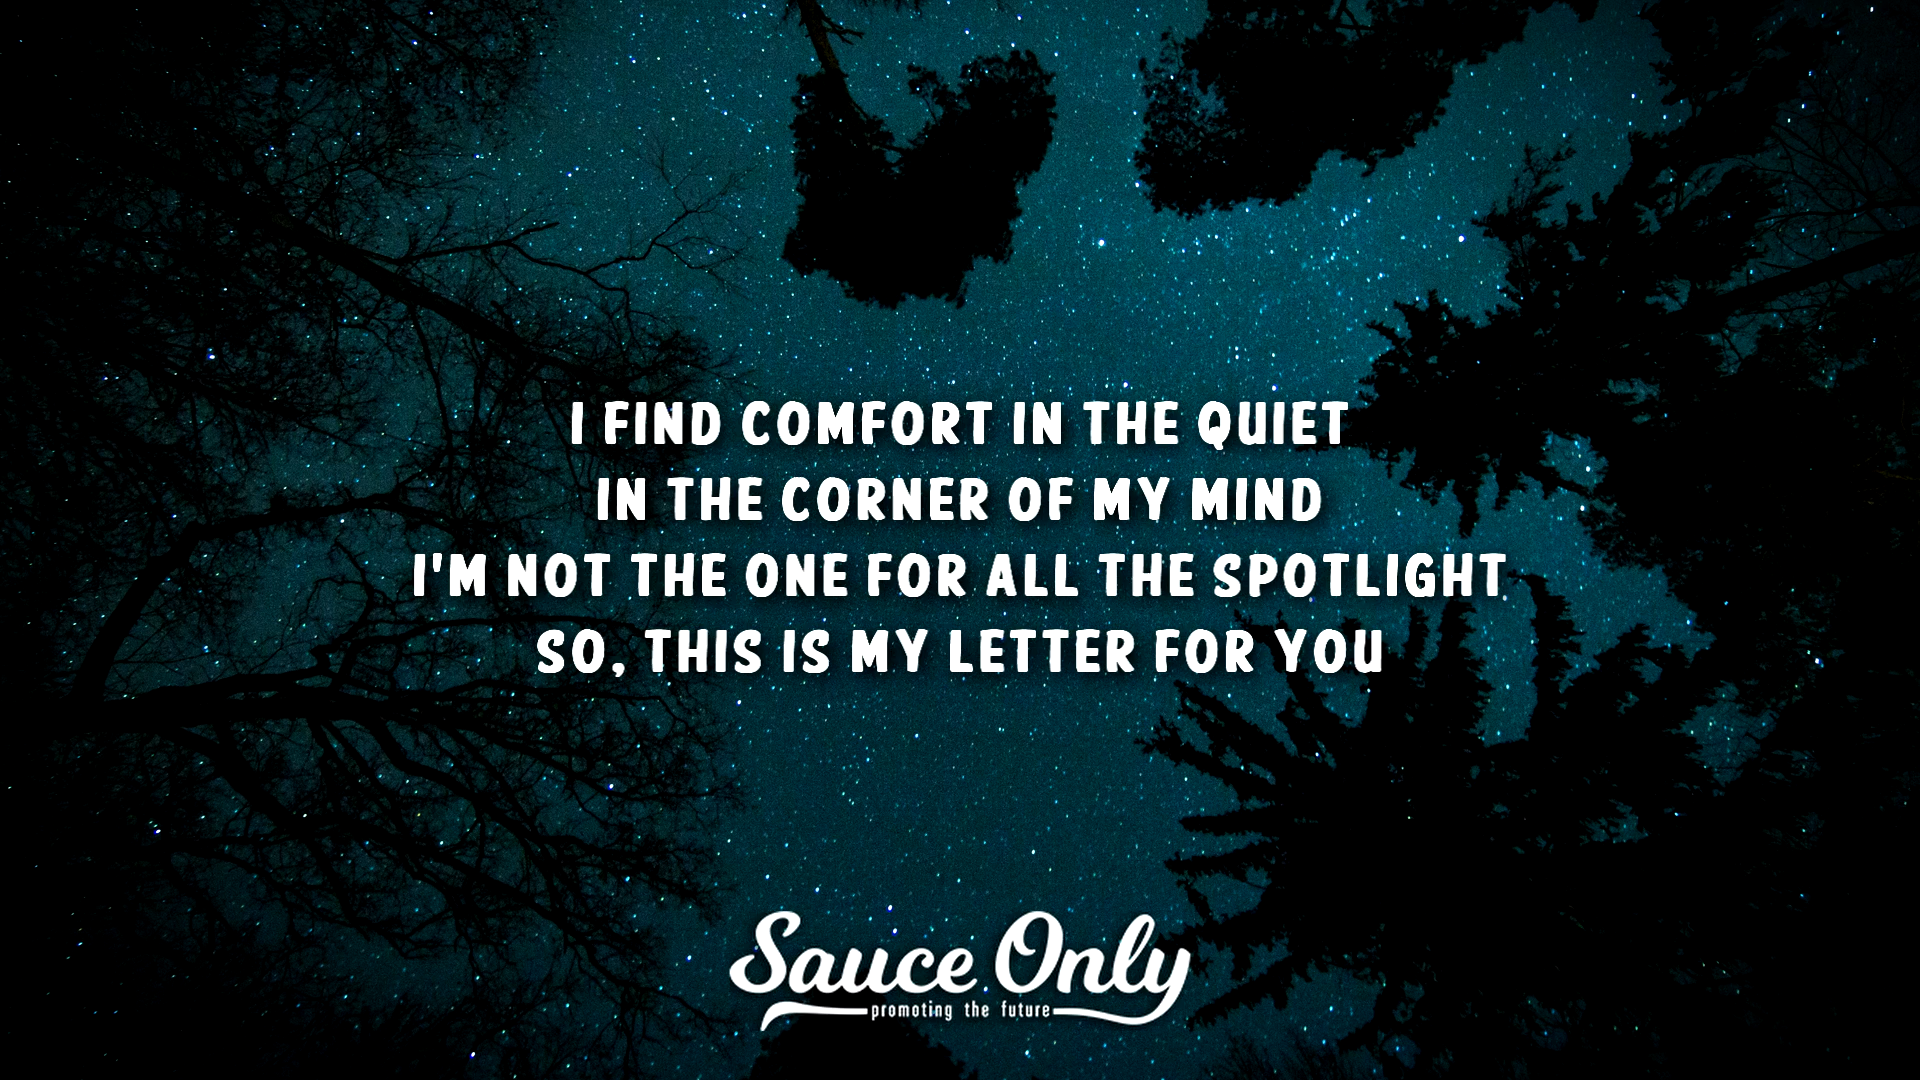 I FIND COMFORT IN THE QUIET
IN THE CORNER OF MY MIND
I'M NOT THE ONE FOR ALL THE SPOTLIGHT
SO, THIS IS MY LETTER FOR YOU
Sauce Only
promoting the future